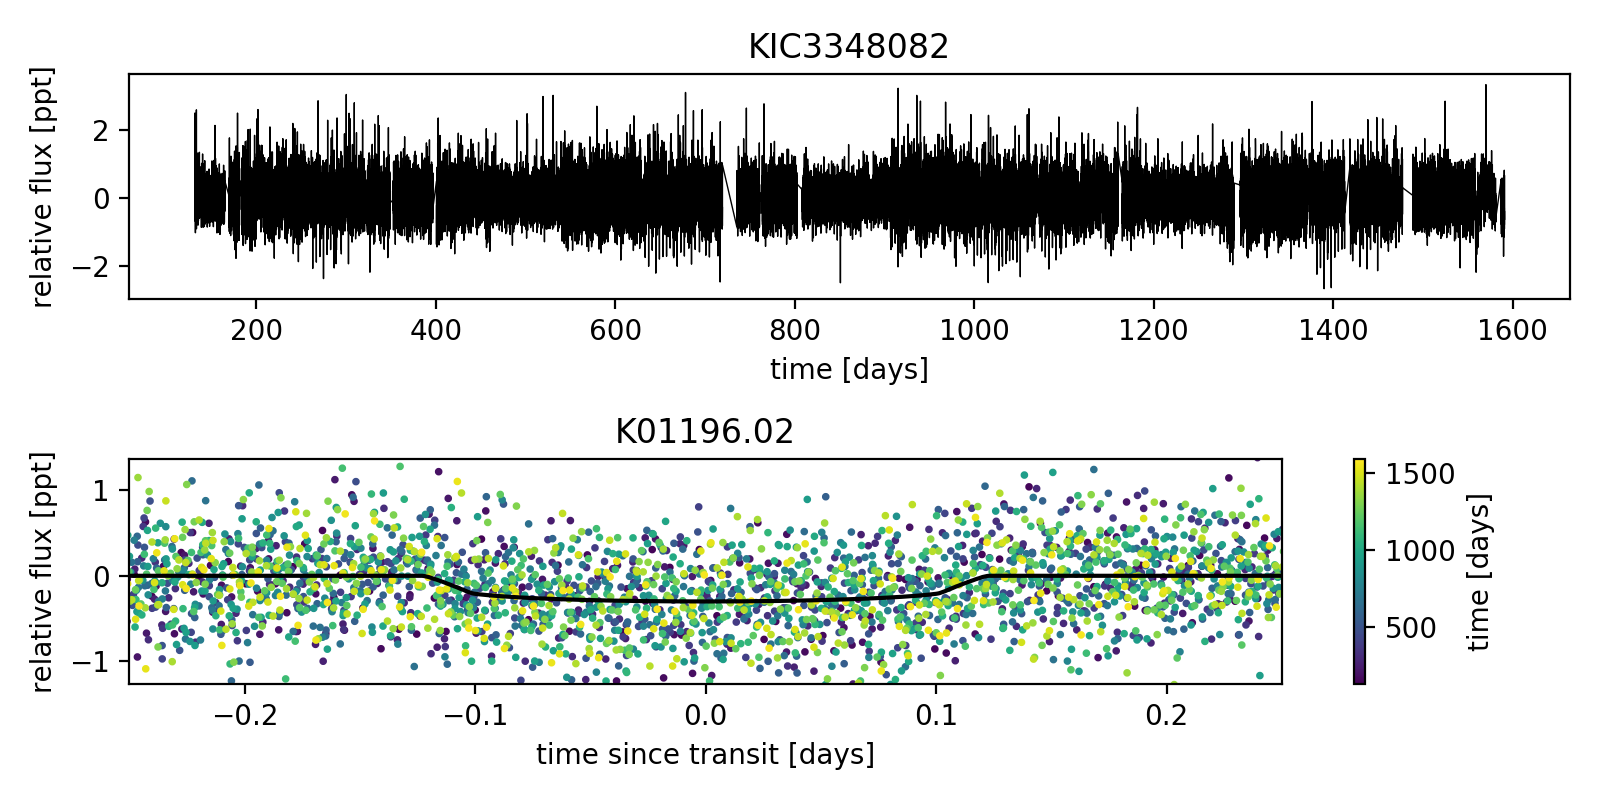 KIC3348082
relative flux [ppt]
2
0
−2
200 400 600 800 1000 1200 1400 1600
time [days]
K01196.02
relative flux [ppt]
1
0
−1
−0.2 −0.1 0.0 0.1 0.2
time since transit [days]
1500
1000
500
time [days]